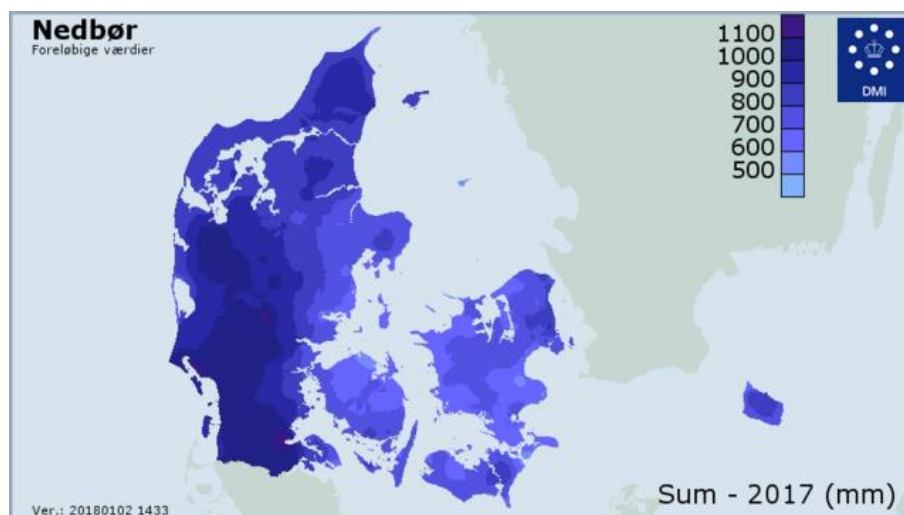 Nedbør
Foreløbige værdier
1100
1000
900
800
700
600
500
DMI
Sum - 2017 (mm)
Ver.: 20180102 1433